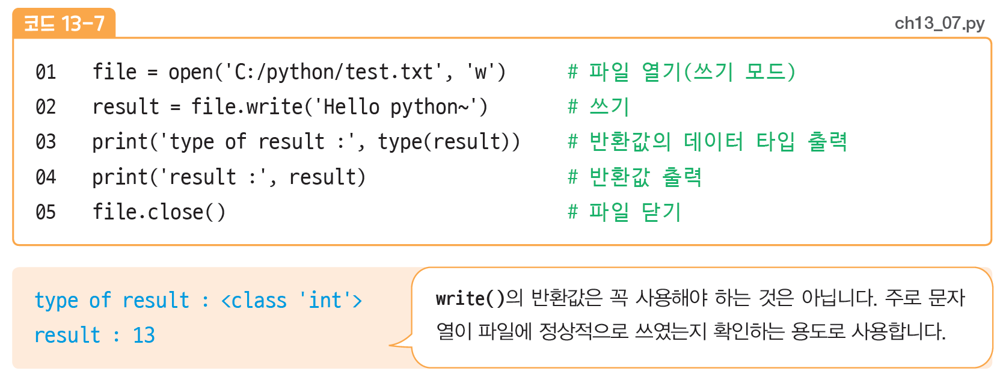 코드 13-7
ch13_07.py
01 file = open('C:/python/test.txt', 'w') # 파일 열기(쓰기 모드)
02 result = file.write('Hello python~') # 쓰기
03 print('type of result :', type(result)) # 반환값의 데이터 타입 출력
04 print('result :', result) # 반환값 출력
05 file.close() # 파일 닫기
type of result : <class 'int'>
result : 13
write()의 반환값은 꼭 사용해야 하는 것은 아닙니다. 주로 문자
열이 파일에 정상적으로 쓰였는지 확인하는 용도로 사용합니다.